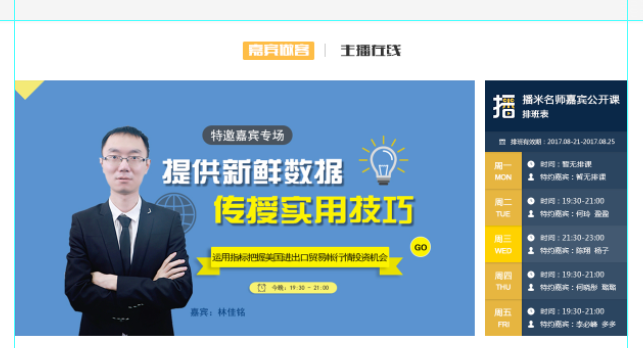 嘉宾做客 | 主播在线
特邀嘉宾专场
提供新鲜数据
传授实用技巧
运用指标把握美国进出口贸易帐行情投资机会
GO
今晚：19:30 - 21:00
嘉宾：林佳铭
播 播米名师嘉宾公开课
排班表
排班有效期：2017.08-21-2017.08.25
周一
MON
时间：暂无排课
特约嘉宾：暂无排课
周二
TUE
时间：19:30-21:00
特约嘉宾：何玲 盈盈
周三
WED
时间：21:30-23:00
特约嘉宾：陈翔 杨子
周四
THU
时间：19:30-21:00
特约嘉宾：何晓彤
周五
FRI
时间：19:30-21:00
特约嘉宾：李必峰 多多